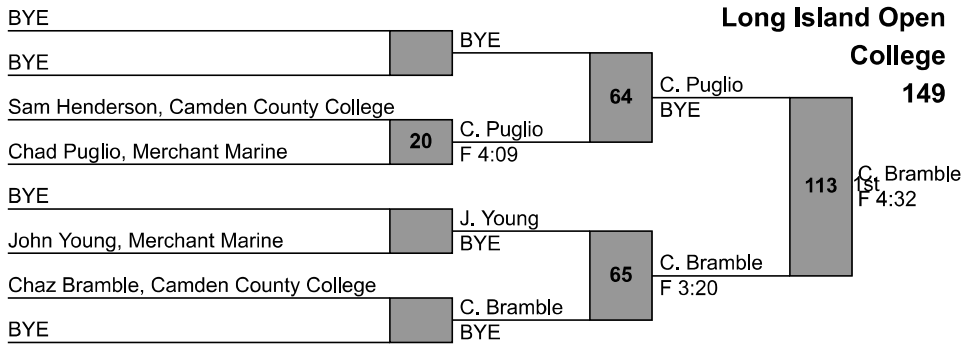 Long Island Open
College
149
BYE
BYE
BYE
Sam Henderson, Camden County College
Chad Puglio, Merchant Marine
20
C. Puglio
F 4:09
64
C. Puglio
BYE
BYE
John Young, Merchant Marine
J. Young
BYE
Chaz Bramble, Camden County College
BYE
C. Bramble
BYE
65
C. Bramble
F 3:20
113
C. Bramble
1st
F 4:32